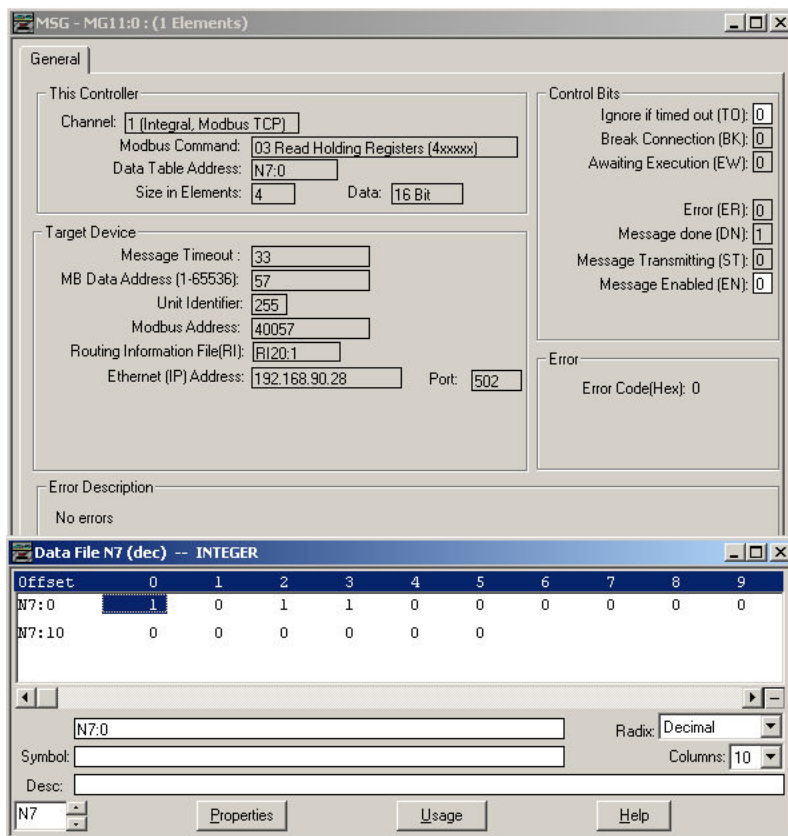 MSG - MG11:0 : (1 Elements)
General
This Controller
Channel: 1 (Integral, Modbus TCP)
Modbus Command: 03 Read Holding Registers (4xxxxx)
Data Table Address: N7:0
Size in Elements: 4 Data: 16 Bit
Target Device
Message Timeout : 33
MB Data Address (1-65536): 57
Unit Identifier: 255
Modbus Address: 40057
Routing Information File(RI): RI20:1
Ethernet (IP) Address: 192.168.90.28 Port: 502
Control Bits
Ignore if timed out (TO): 0
Break Connection (BK): 0
Awaiting Execution (EW): 0
Error (ER): 0
Message done (DN): 1
Message Transmitting (ST): 0
Message Enabled (EN): 0
Error
Error Code(Hex): 0
Error Description
No errors
Data File N7 (dec) -- INTEGER
Offset 0 1 2 3 4 5 6 7 8 9
N7:0 1 0 1 1 0 0 0 0 0 0
N7:10 0 0 0 0 0 0
N7:0
Radix: Decimal
Symbol:
Columns: 10
Desc:
N7 Properties Usage Help